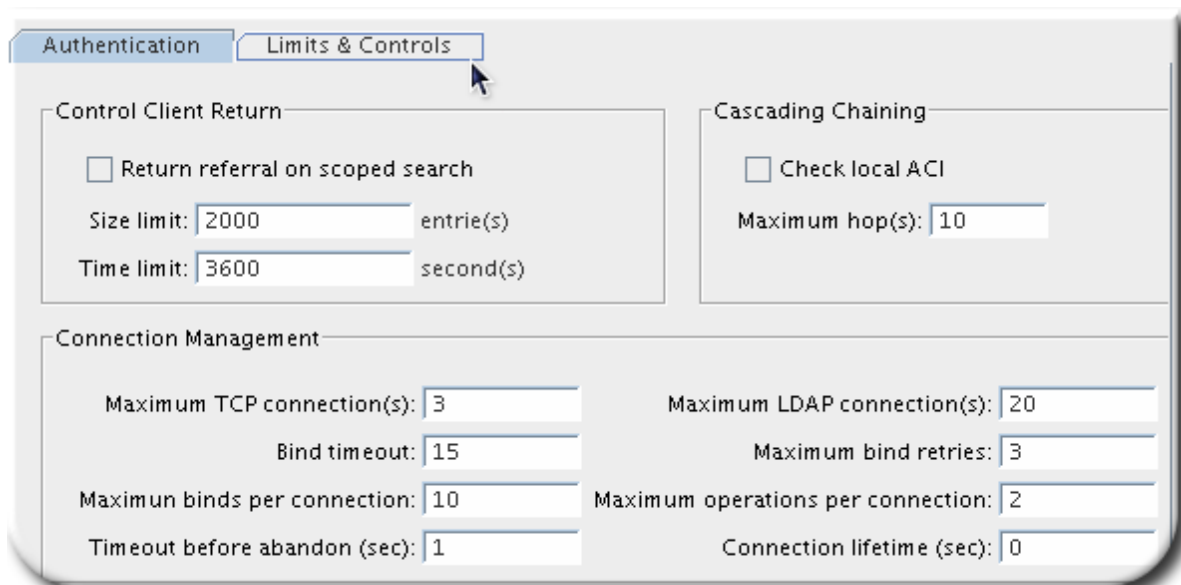 Authentication
Limits & Controls
Control Client Return
Return referral on scoped search
Size limit: 2000 entrie(s)
Time limit: 3600 second(s)
Cascading Chaining
Check local ACI
Maximum hop(s): 10
Connection Management
Maximum TCP connection(s): 3
Maximum LDAP connection(s): 20
Bind timeout: 15
Maximum bind retries: 3
Maximun binds per connection: 10
Maximum operations per connection: 2
Timeout before abandon (sec): 1
Connection lifetime (sec): 0